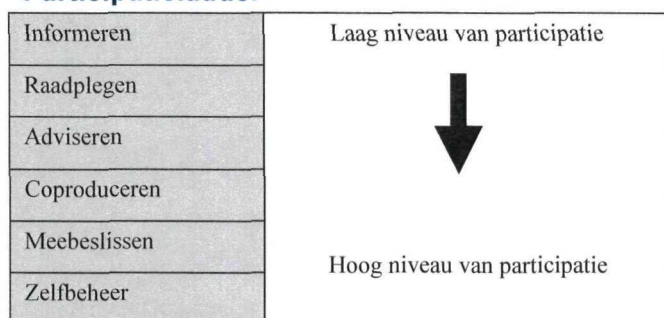 Informeren
Laag niveau van participatie
Raadplegen
Adviseren
Coproduceren
Meebeslissen
Hoog niveau van participatie
Zelfbeheer